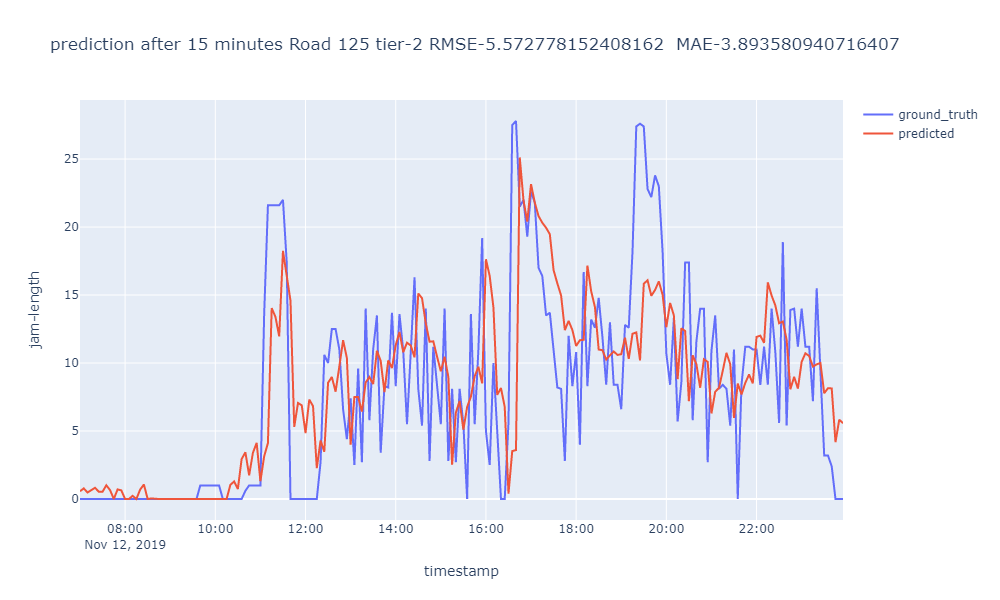 prediction after 15 minutes Road 125 tier-2 RMSE-5.572778152408162  MAE-3.893580940716407
ground_truth
predicted
25
20
15
10
5
0
jam-length
08:00 10:00 12:00 14:00 16:00 18:00 20:00 22:00
Nov 12, 2019
timestamp